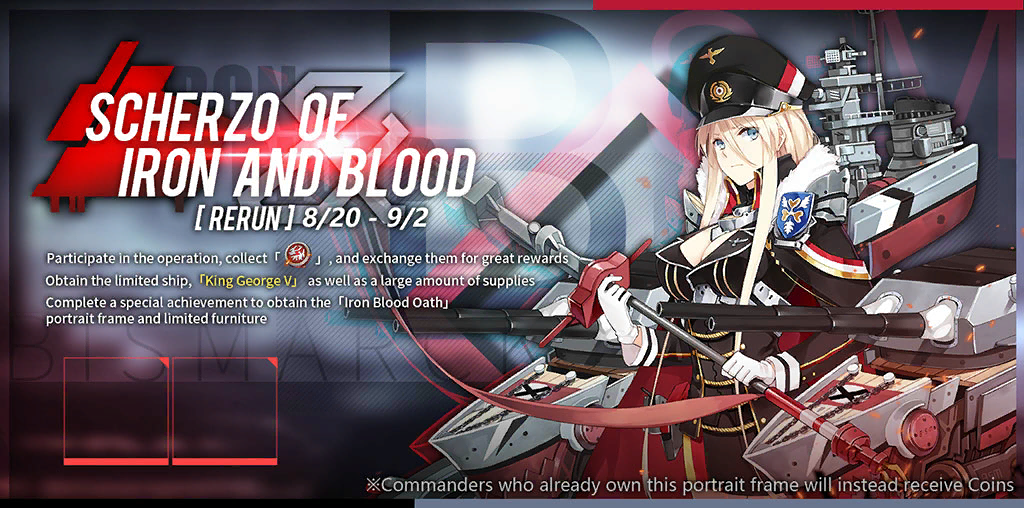 SCHERZO OF
IRON AND BLOOD
[ RERUN ] 8/20 - 9/2
Participate in the operation, collect「 」, and exchange them for great rewards
Obtain the limited ship, 「King George V」 as well as a large amount of supplies
Complete a special achievement to obtain the「Iron Blood Oath」
portrait frame and limited furniture
BISMARCK
※Commanders who already own this portrait frame will instead receive Coins